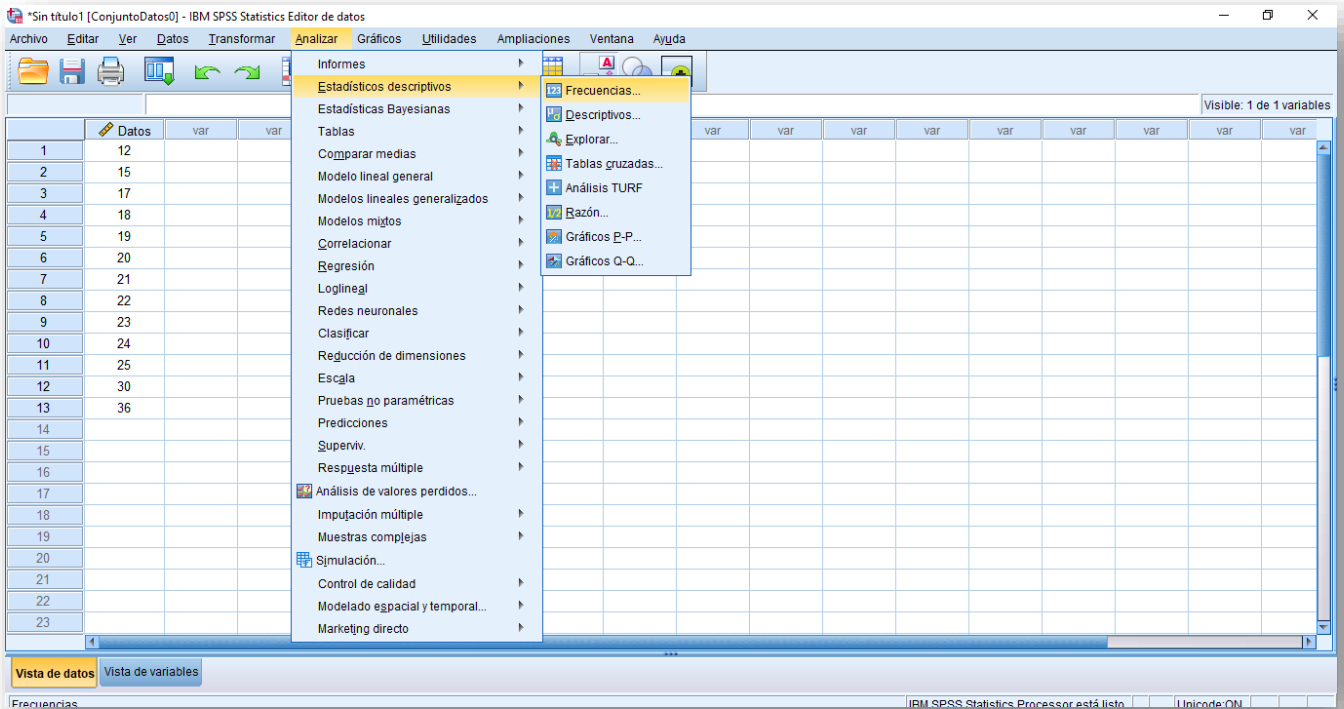 *Sin título1 [ConjuntoDatos0] - IBM SPSS Statistics Editor de datos
Archivo Editar Ver Datos Transformar Analizar Gráficos Utilidades Ampliaciones Ventana Ayuda
Visible: 1 de 1 variables
Datos var var var var var var var var var var var
1 12
2 15
3 17
4 18
5 19
6 20
7 21
8 22
9 23
10 24
11 25
12 30
13 36
14
15
16
17
18
19
20
21
22
23
Informes
Estadísticos descriptivos
Estadísticas Bayesianas
Tablas
Comparar medias
Modelo lineal general
Modelos lineales generalizados
Modelos mixtos
Correlacionar
Regresión
Loglineal
Redes neuronales
Clasificar
Reducción de dimensiones
Escala
Pruebas no paramétricas
Predicciones
Superviv.
Respuesta múltiple
Análisis de valores perdidos...
Imputación múltiple
Muestras complejas
Simulación...
Control de calidad
Modelado espacial y temporal...
Marketing directo
123 Frecuencias...
Descriptivos...
Explorar...
Tablas cruzadas...
Análisis TURF
1/2 Razón...
Gráficos P-P...
Gráficos Q-Q...
Vista de datos Vista de variables
Frecuencias IBM SPSS Statistics Processor está listo Unicode:ON